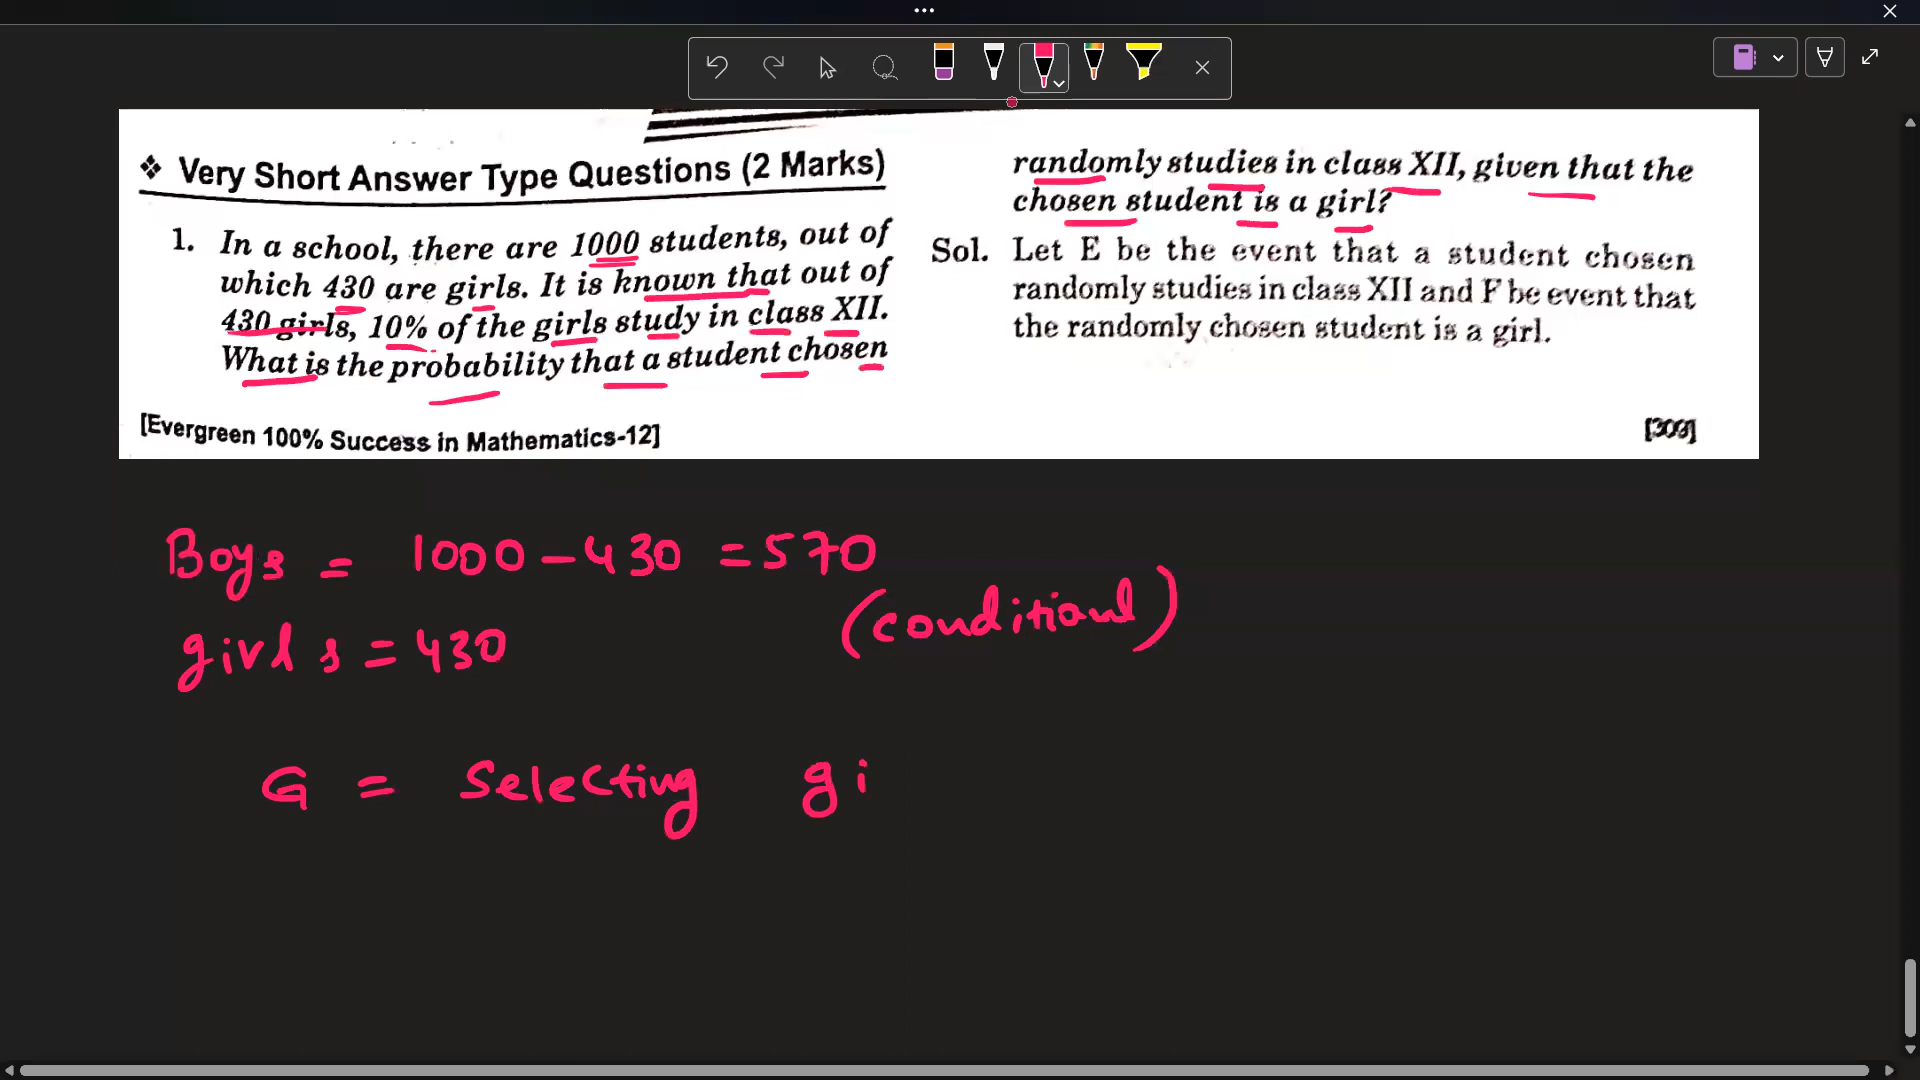 ❖ Very Short Answer Type Questions (2 Marks)
1. In a school, there are 1000 students, out of
which 430 are girls. It is known that out of
430 girls, 10% of the girls study in class XII.
What is the probability that a student chosen
[Evergreen 100% Success in Mathematics-12]
randomly studies in class XII, given that the
chosen student is a girl?
Sol. Let E be the event that a student chosen
randomly studies in class XII and F be event that
the randomly chosen student is a girl.
Boys = 1000 - 430 = 570
(conditional)
girls = 430
G = Selecting gi